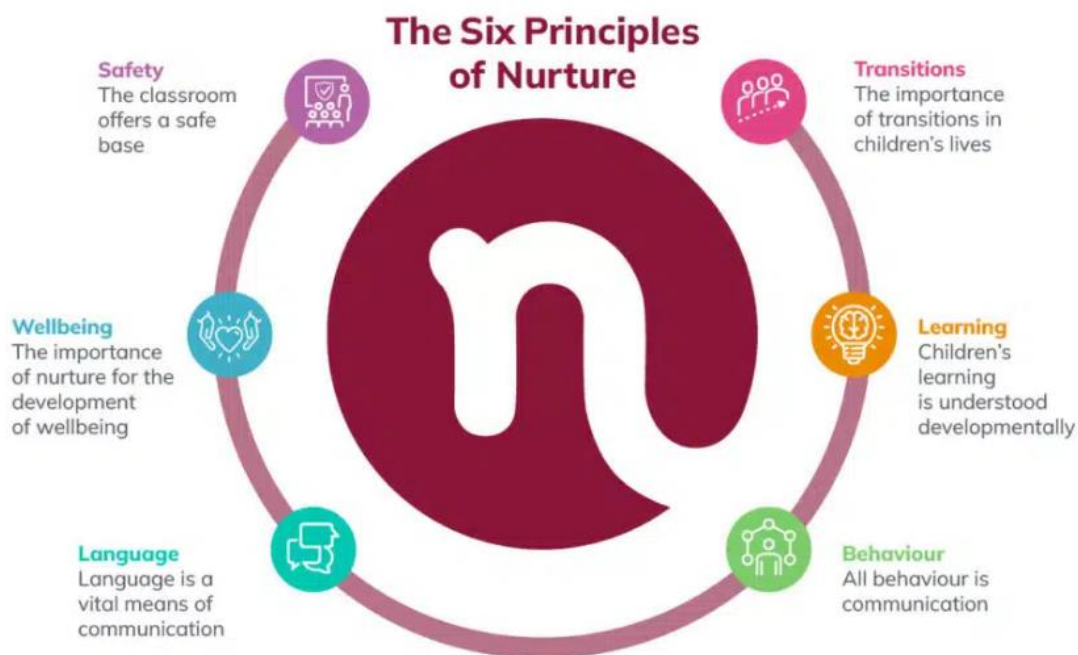 The Six Principles
of Nurture
Safety
The classroom
offers a safe
base
Transitions
The importance
of transitions in
children's lives
Wellbeing
The importance
of nurture for the
development
of wellbeing
Learning
Children's
learning
is understood
developmentally
Language
Language is a
vital means of
communication
Behaviour
All behaviour is
communication
n